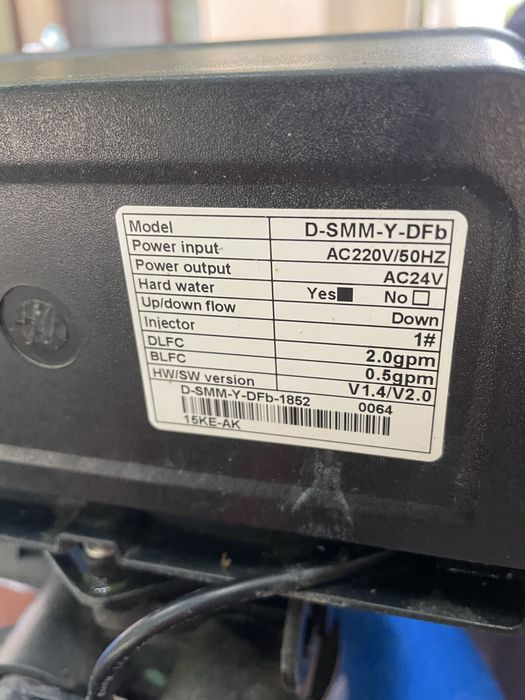 Model D-SMM-Y-DFb
Power input AC220V/50HZ
Power output AC24V
Hard water Yes■ No□
Up/down flow Down
Injector 1#
DLFC 2.0gpm
BLFC 0.5gpm
HW/SW version V1.4/V2.0
D-SMM-Y-DFb-1852 0064
15KE-AK